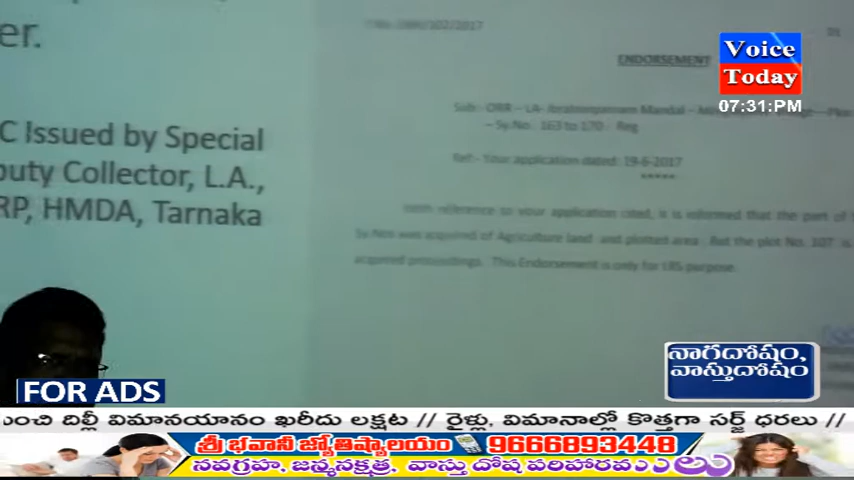 er.
C Issued by Special
puty Collector, L.A.,
RP, HMDA, Tarnaka
ENDORSEMENT
Sub: ORR - LA- Ibrahimpatnam Mandal -
- Sy.No. 163 to 170 - Reg
Ref:- Your application dated: 19-6-2017
*****
With reference to your application cited, it is informed that the part of
Sy.Nos was acquired of Agriculture land and plotted area. But the plot No. 107 is
acquired proceedings. This Endorsement is only for LRS purpose.
Voice
Today
07:31:PM
నాగదోషం,
వాస్తుదోషం
FOR ADS
నుంచి దిల్లీ విమానయానం ఖరీదు లక్షట // రైళ్లు, విమానాల్లో కొత్తగా సర్జ్ ధరలు //
శ్రీ భవానీ జ్యోతిష్యాలయం 9666893448
నవగ్రహ, జన్మనక్షత్ర, వాస్తు దోష పరిహారములు